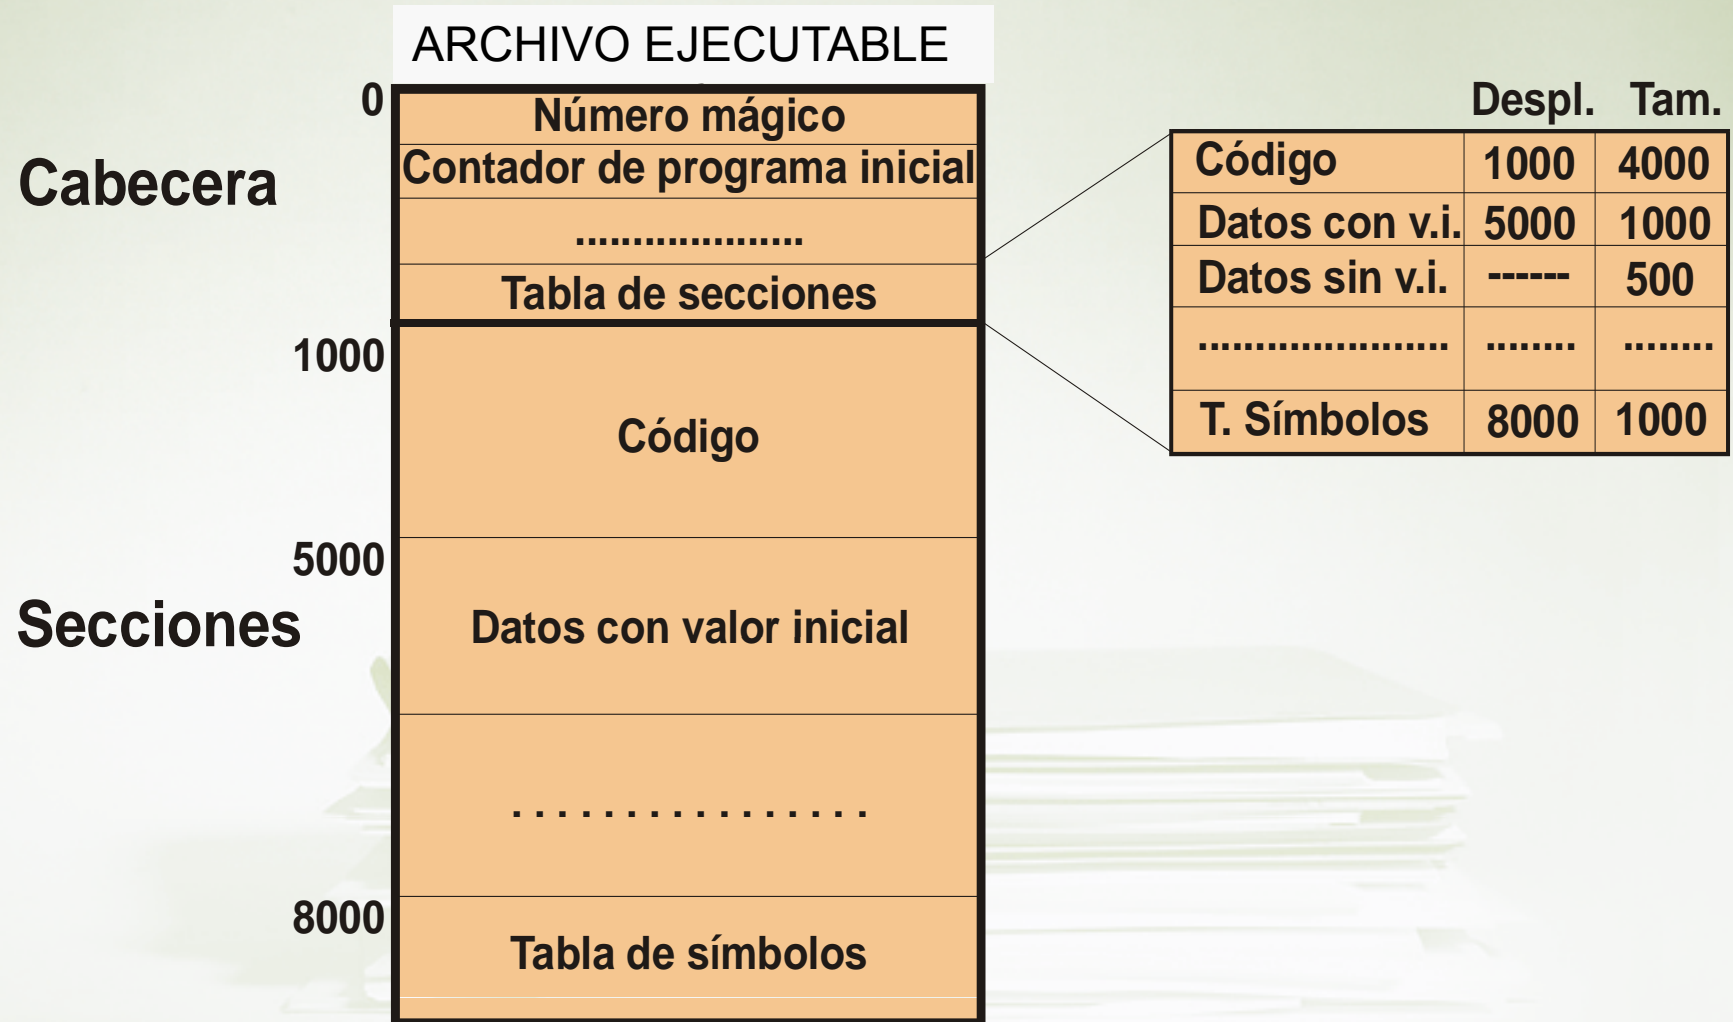 ARCHIVO EJECUTABLE
0
Cabecera
Número mágico
Contador de programa inicial
...................
Tabla de secciones
Despl. Tam.
Código 1000 4000
Datos con v.i. 5000 1000
Datos sin v.i. ------ 500
...................... ........ ........
T. Símbolos 8000 1000
1000
Código
5000
Secciones
Datos con valor inicial
. . . . . . . . . . . . . . . .
8000
Tabla de símbolos